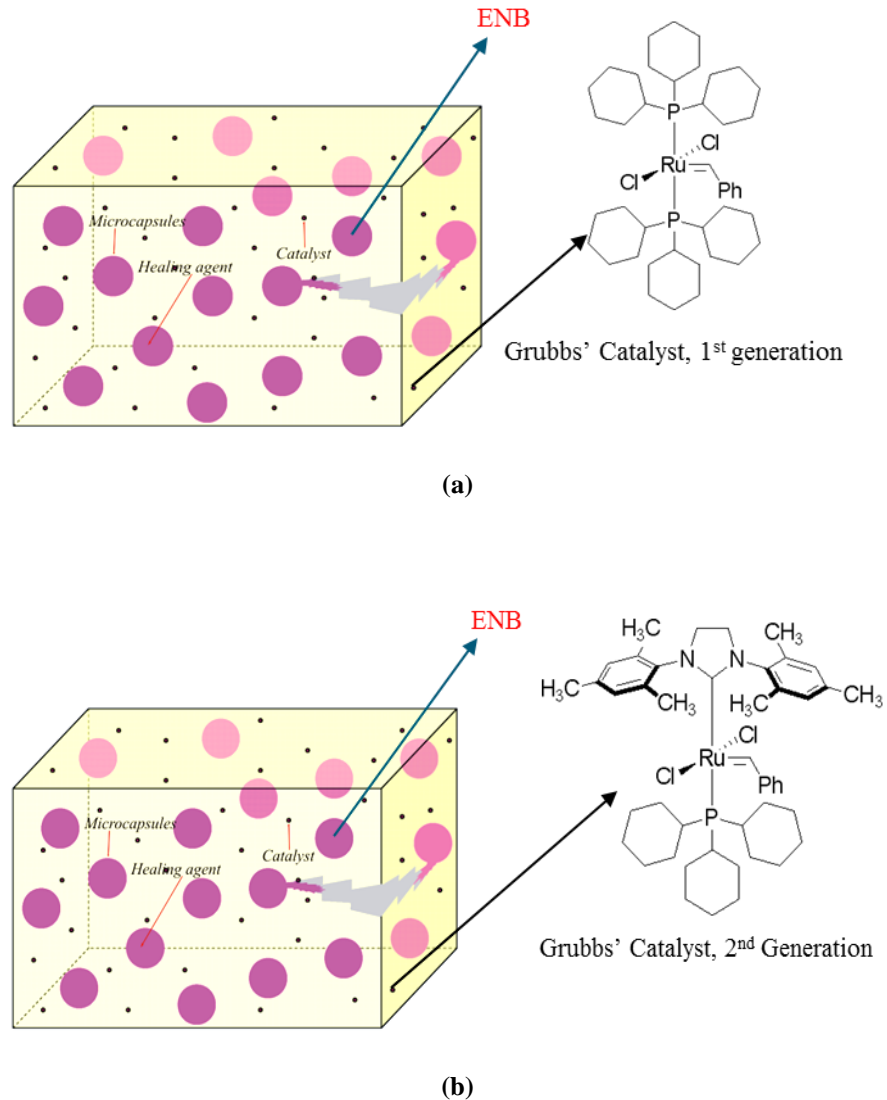 ENB
P
Cl
Ru
Cl
Ph
P
Microcapsules
Catalyst
Healing agent
Grubbs’ Catalyst, 1st generation
(a)
ENB
CH3
H3C
N
N
H3C
CH3
H3C
CH3
Cl
Ru
Cl
Ph
P
Microcapsules
Catalyst
Healing agent
Grubbs’ Catalyst, 2nd Generation
(b)